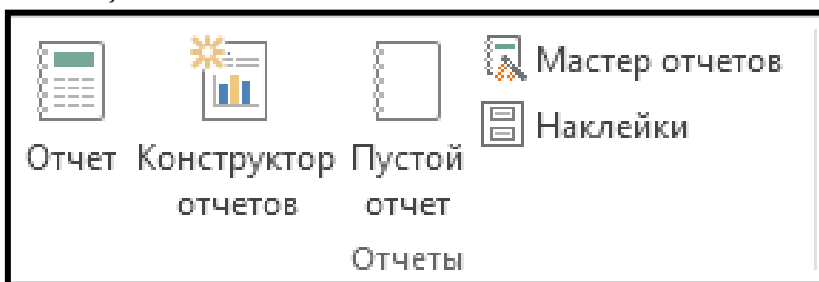 Отчет
Конструктор
отчетов
Пустой
отчет
Мастер отчетов
Наклейки
Отчеты